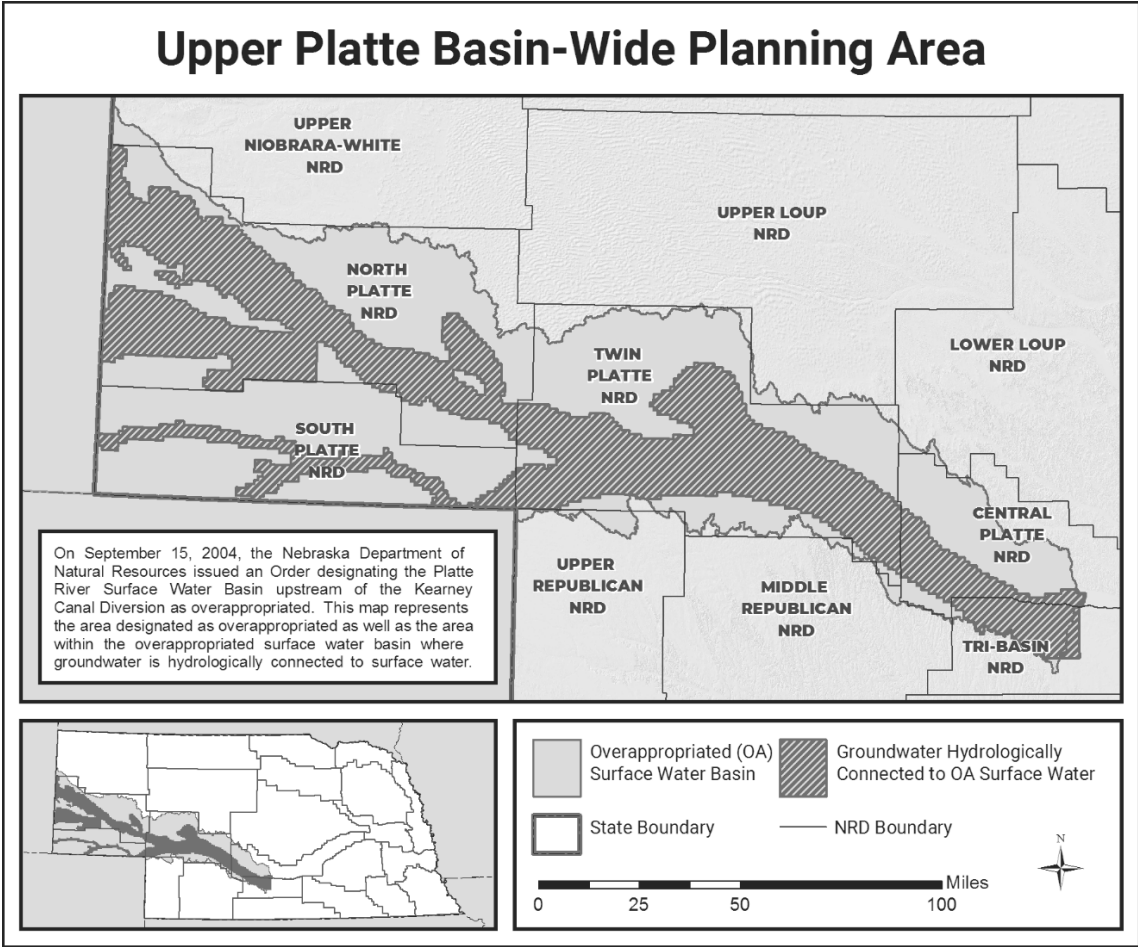 Upper Platte Basin-Wide Planning Area
UPPER
NIOBRARA-WHITE
NRD
UPPER LOUP
NRD
NORTH
PLATTE
NRD
TWIN
PLATTE
NRD
LOWER LOUP
NRD
SOUTH
PLATTE
NRD
CENTRAL
PLATTE
NRD
UPPER
REPUBLICAN
NRD
MIDDLE
REPUBLICAN
NRD
TRI-BASIN
NRD
On September 15, 2004, the Nebraska Department of
Natural Resources issued an Order designating the Platte
River Surface Water Basin upstream of the Kearney
Canal Diversion as overappropriated. This map represents
the area designated as overappropriated as well as the area
within the overappropriated surface water basin where
groundwater is hydrologically connected to surface water.
Overappropriated (OA)
Surface Water Basin
Groundwater Hydrologically
Connected to OA Surface Water
State Boundary
NRD Boundary
N
Miles
0 25 50 100